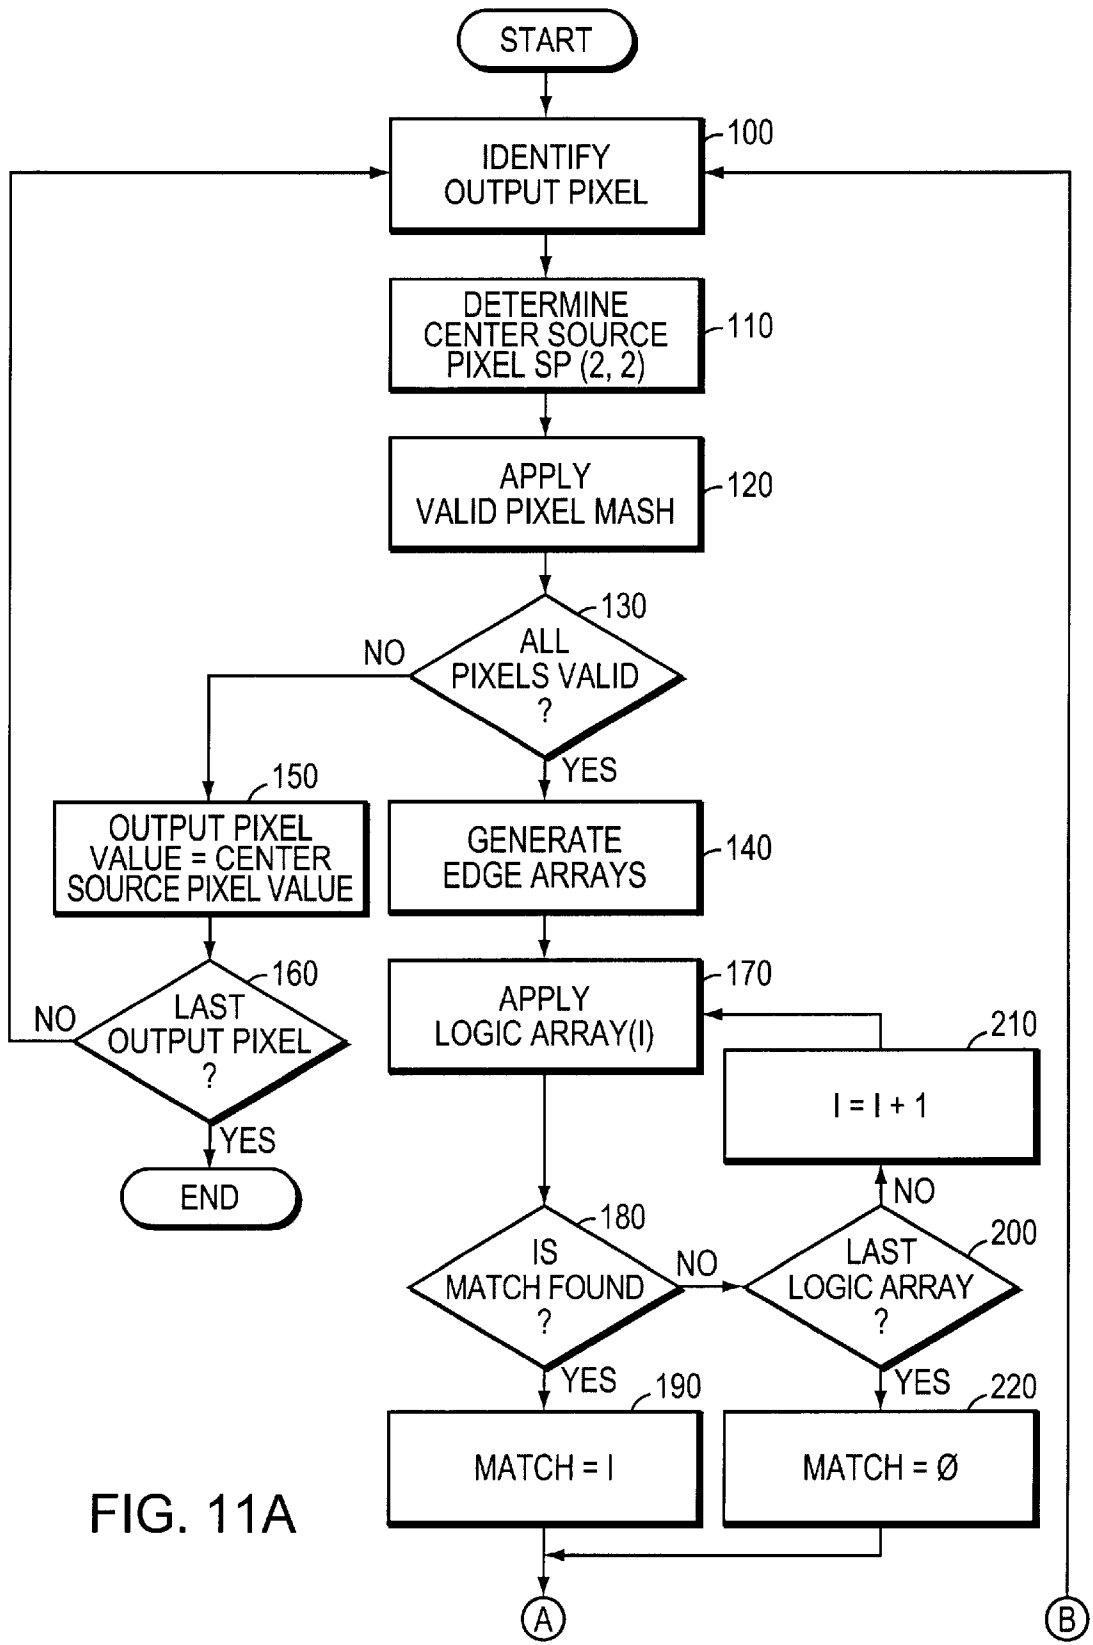 START
100
IDENTIFY
OUTPUT PIXEL
DETERMINE
CENTER SOURCE
PIXEL SP (2, 2)
110
APPLY
VALID PIXEL MASH
120
130
ALL
PIXELS VALID
?
NO
YES
150
OUTPUT PIXEL
VALUE = CENTER
SOURCE PIXEL VALUE
GENERATE
EDGE ARRAYS
140
160
LAST
OUTPUT PIXEL
?
NO
YES
END
170
APPLY
LOGIC ARRAY(I)
210
I = I + 1
NO
180
IS
MATCH FOUND
?
NO
YES
200
LAST
LOGIC ARRAY
?
YES
190
MATCH = I
220
MATCH = Ø
FIG. 11A
A
B